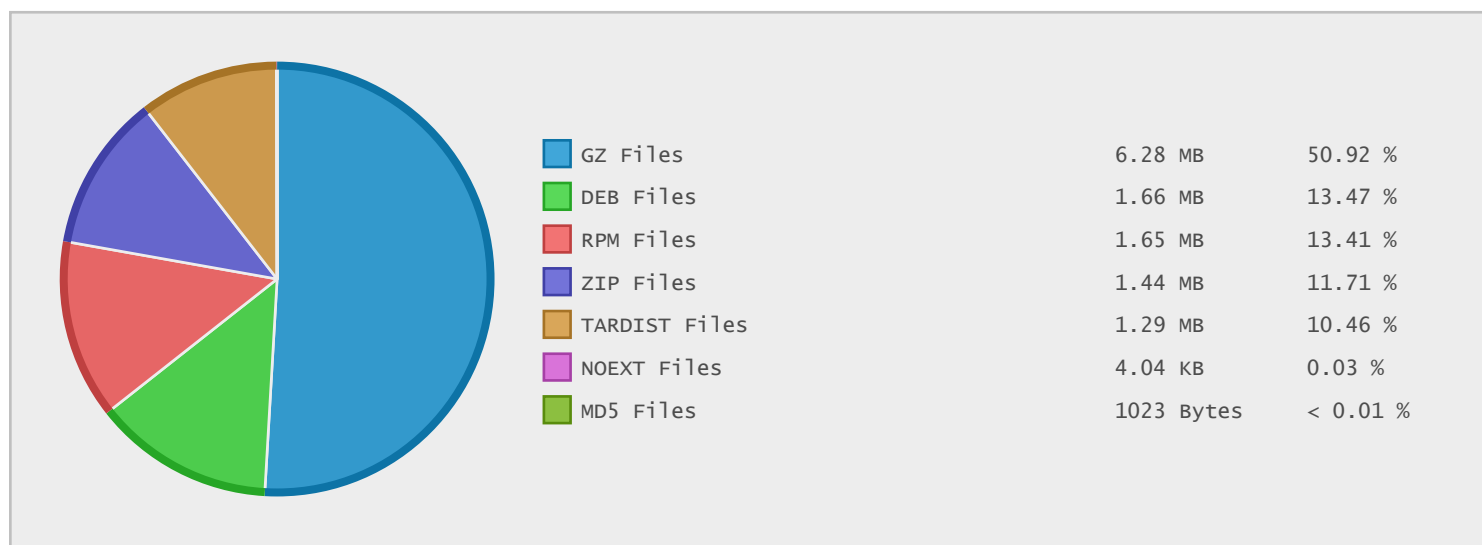 GZ Files 6.28 MB 50.92 %
DEB Files 1.66 MB 13.47 %
RPM Files 1.65 MB 13.41 %
ZIP Files 1.44 MB 11.71 %
TARDIST Files 1.29 MB 10.46 %
NOEXT Files 4.04 KB 0.03 %
MD5 Files 1023 Bytes < 0.01 %